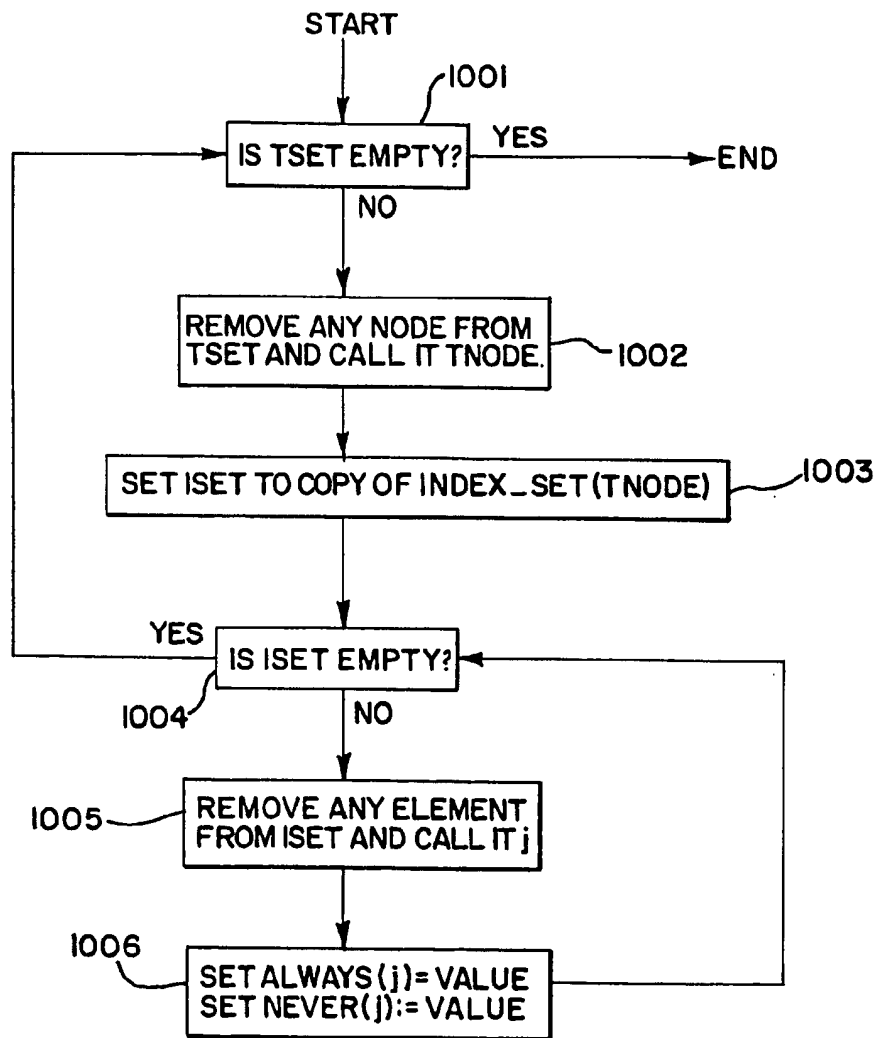 START
1001
IS TSET EMPTY?
YES
END
NO
REMOVE ANY NODE FROM
TSET AND CALL IT TNODE.
1002
SET ISET TO COPY OF INDEX_SET (TNODE)
1003
YES
IS ISET EMPTY?
1004
NO
1005
REMOVE ANY ELEMENT
FROM ISET AND CALL IT j
1006
SET ALWAYS (j)= VALUE
SET NEVER (j):= VALUE